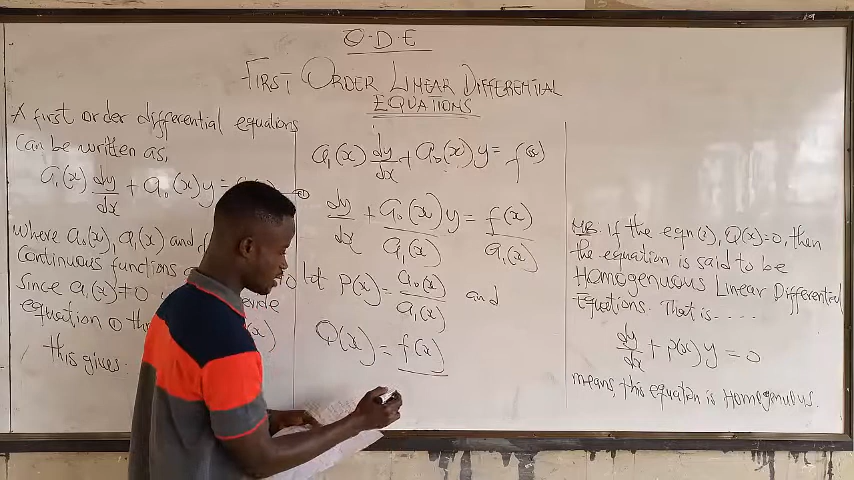 O.D.E
FIRST ORDER LINEAR DIFFERENTIAL
EQUATIONS
A first order differential equations
Can be written as,
a₁(x) dy/dx + a₀(x)y =
where a₀(x), a₁(x) and
Continuous functions
Since a₁(x)≠0
equation ①
this gives:
a₁(x) dy/dx + a₀(x)y = f(x)
dy/dx + a₀(x)/a₁(x) y = f(x)/a₁(x)
let P(x) = a₀(x)/a₁(x) and
Q(x) = f(x)
NB: If the eqn(2), Q(x)=0, then
the equation is said to be
Homogenuous Linear Differential
Equations. That is.....
dy/dx + P(x)y = 0
means this equation is Homogenuous.